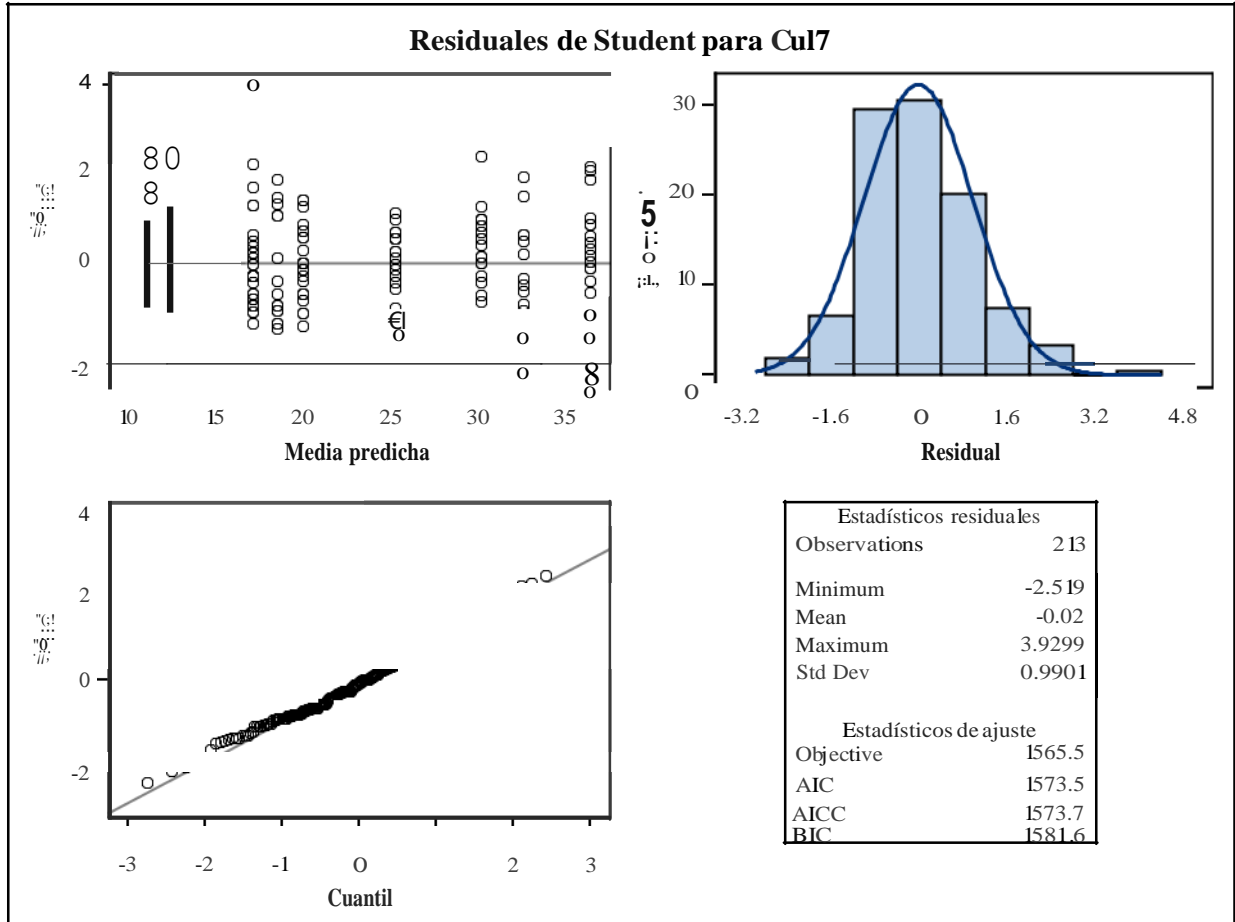 Residuales de Student para Cul7
4
2
0
-2
10 15 20 25 30 35
Media predicha
30
20
10
O
-3.2 -1.6 O 1.6 3.2 4.8
Residual
4
2
0
-2
-3 -2 -1 O 2 3
Cuantil
Estadísticos residuales
Observations 213
Minimum -2.519
Mean -0.02
Maximum 3.9299
Std Dev 0.9901
Estadísticos de ajuste
Objective 1565.5
AIC 1573.5
AICC 1573.7
BIC 1581.6